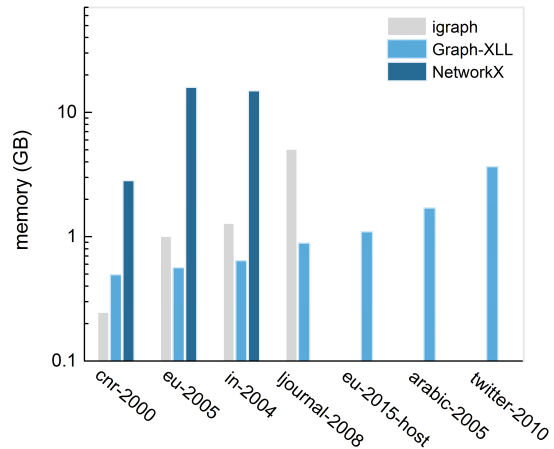 igraph
Graph-XLL
NetworkX
memory (GB)
10
1
0.1
cnr-2000
eu-2005
in-2004
ljournal-2008
eu-2015-host
arabic-2005
twitter-2010